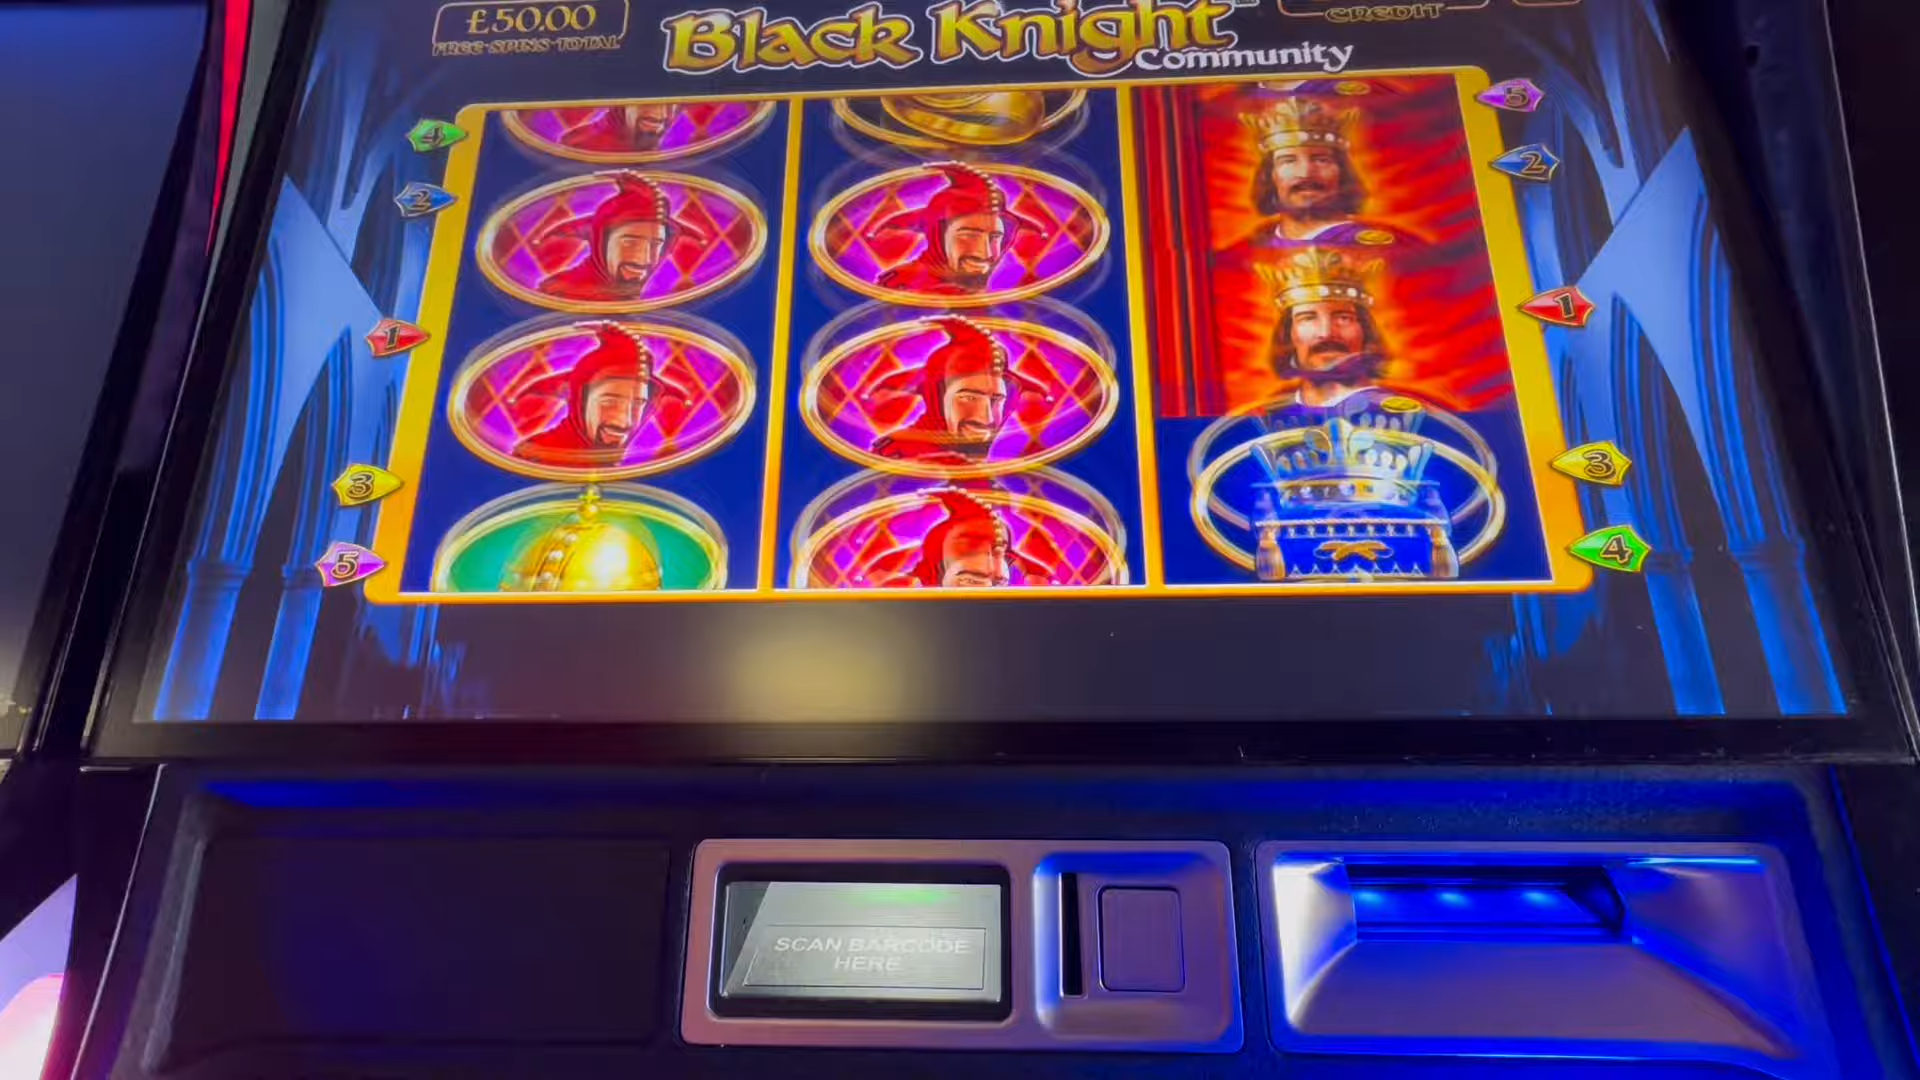 £50.00
FREE SPINS TOTAL
Black Knight
Community
CREDIT
4
2
1
3
5
5
2
1
3
4
SCAN BARCODE
HERE